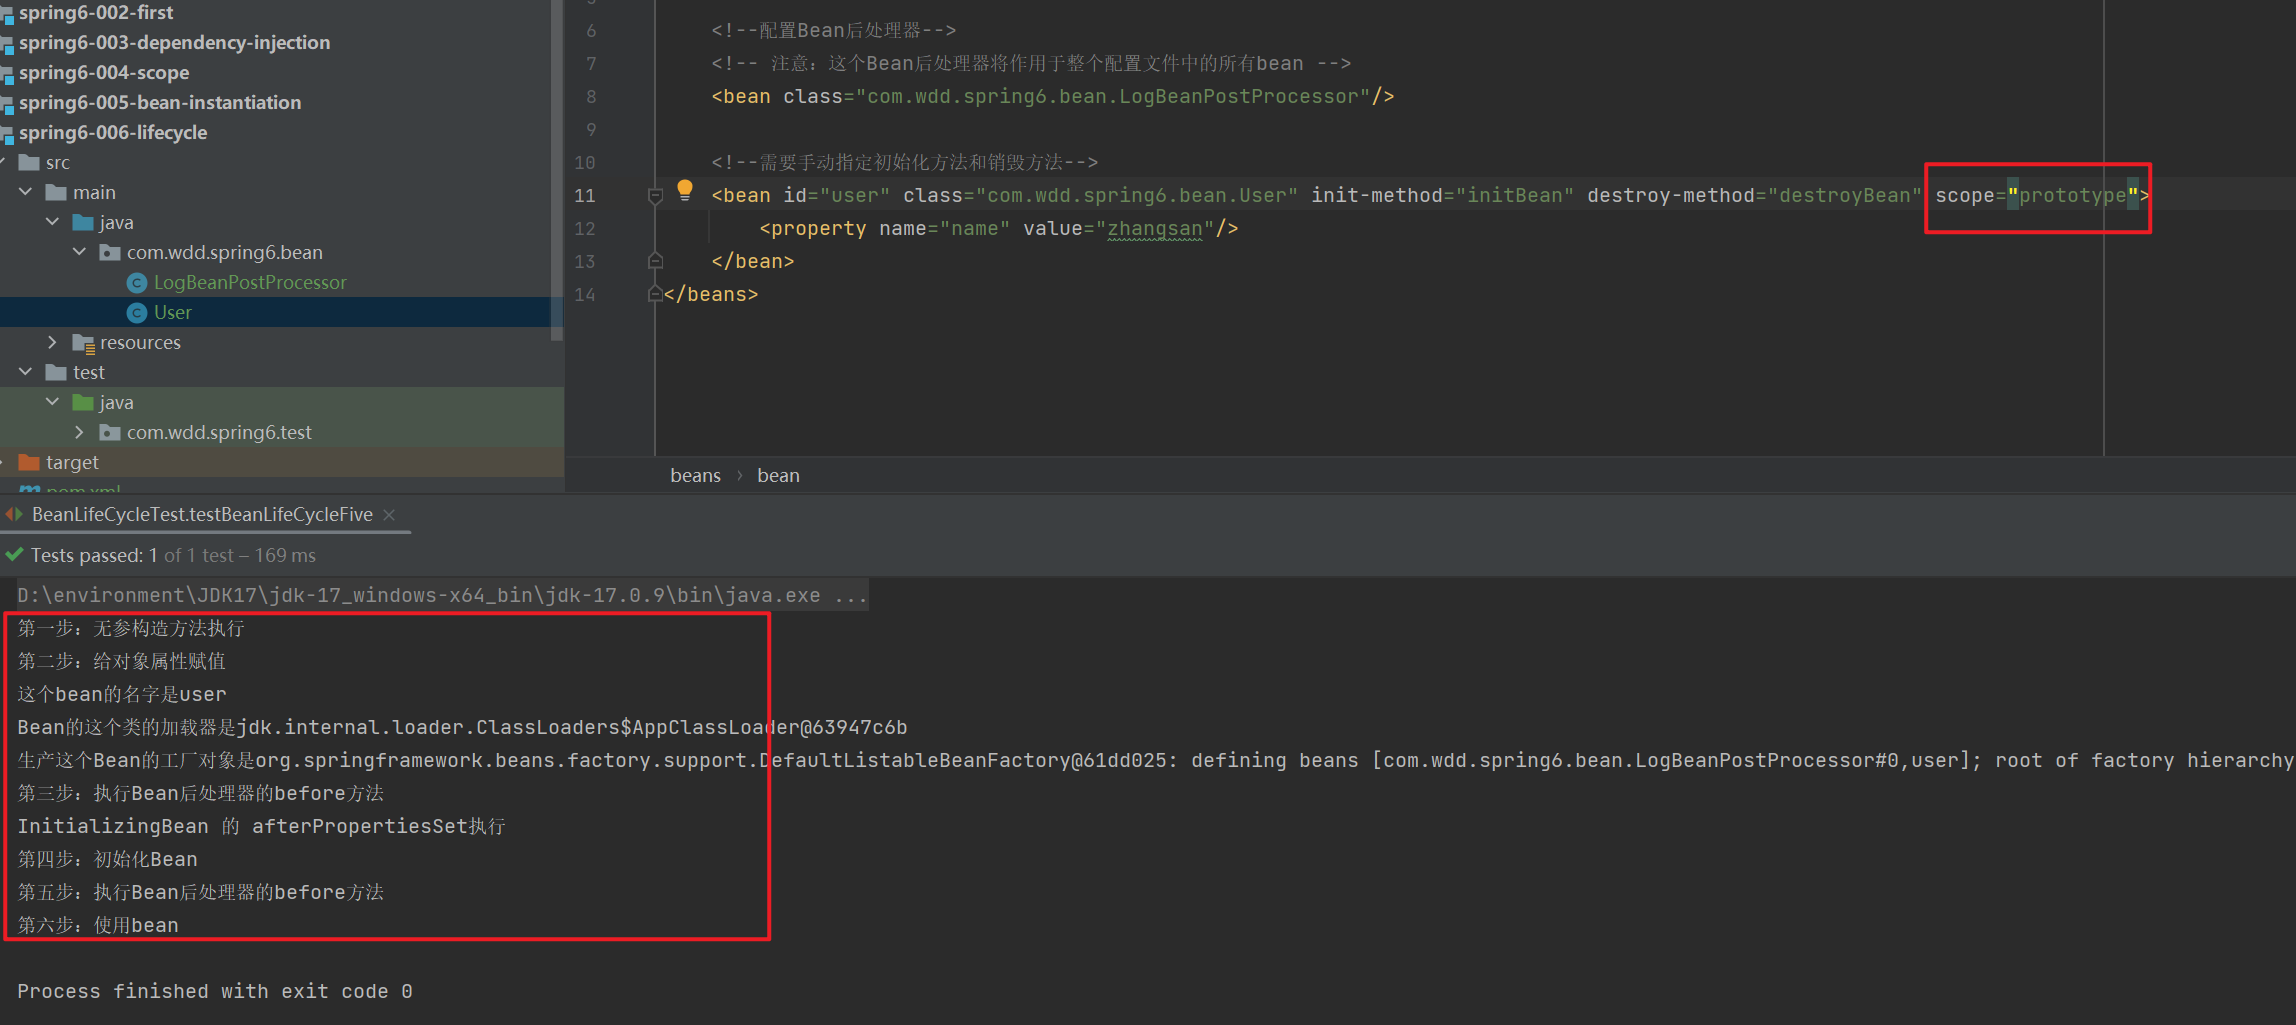 spring6-002-first
spring6-003-dependency-injection
spring6-004-scope
spring6-005-bean-instantiation
spring6-006-lifecycle
src
main
java
com.wdd.spring6.bean
LogBeanPostProcessor
User
resources
test
java
com.wdd.spring6.test
target
pom.xml
6 <!--配置Bean后处理器-->
7 <!-- 注意：这个Bean后处理器将作用于整个配置文件中的所有bean -->
8 <bean class="com.wdd.spring6.bean.LogBeanPostProcessor"/>
9
10 <!--需要手动指定初始化方法和销毁方法-->
11 <bean id="user" class="com.wdd.spring6.bean.User" init-method="initBean" destroy-method="destroyBean" scope="prototype">
12 <property name="name" value="zhangsan"/>
13 </bean>
14 </beans>
beans › bean
BeanLifeCycleTest.testBeanLifeCycleFive
Tests passed: 1 of 1 test – 169 ms
D:\environment\JDK17\jdk-17_windows-x64_bin\jdk-17.0.9\bin\java.exe ...
第一步：无参构造方法执行
第二步：给对象属性赋值
这个bean的名字是user
Bean的这个类的加载器是jdk.internal.loader.ClassLoaders$AppClassLoader@63947c6b
生产这个Bean的工厂对象是org.springframework.beans.factory.support.DefaultListableBeanFactory@61dd025: defining beans [com.wdd.spring6.bean.LogBeanPostProcessor#0,user]; root of factory hierarchy
第三步：执行Bean后处理器的before方法
InitializingBean 的 afterPropertiesSet执行
第四步：初始化Bean
第五步：执行Bean后处理器的before方法
第六步：使用bean
Process finished with exit code 0